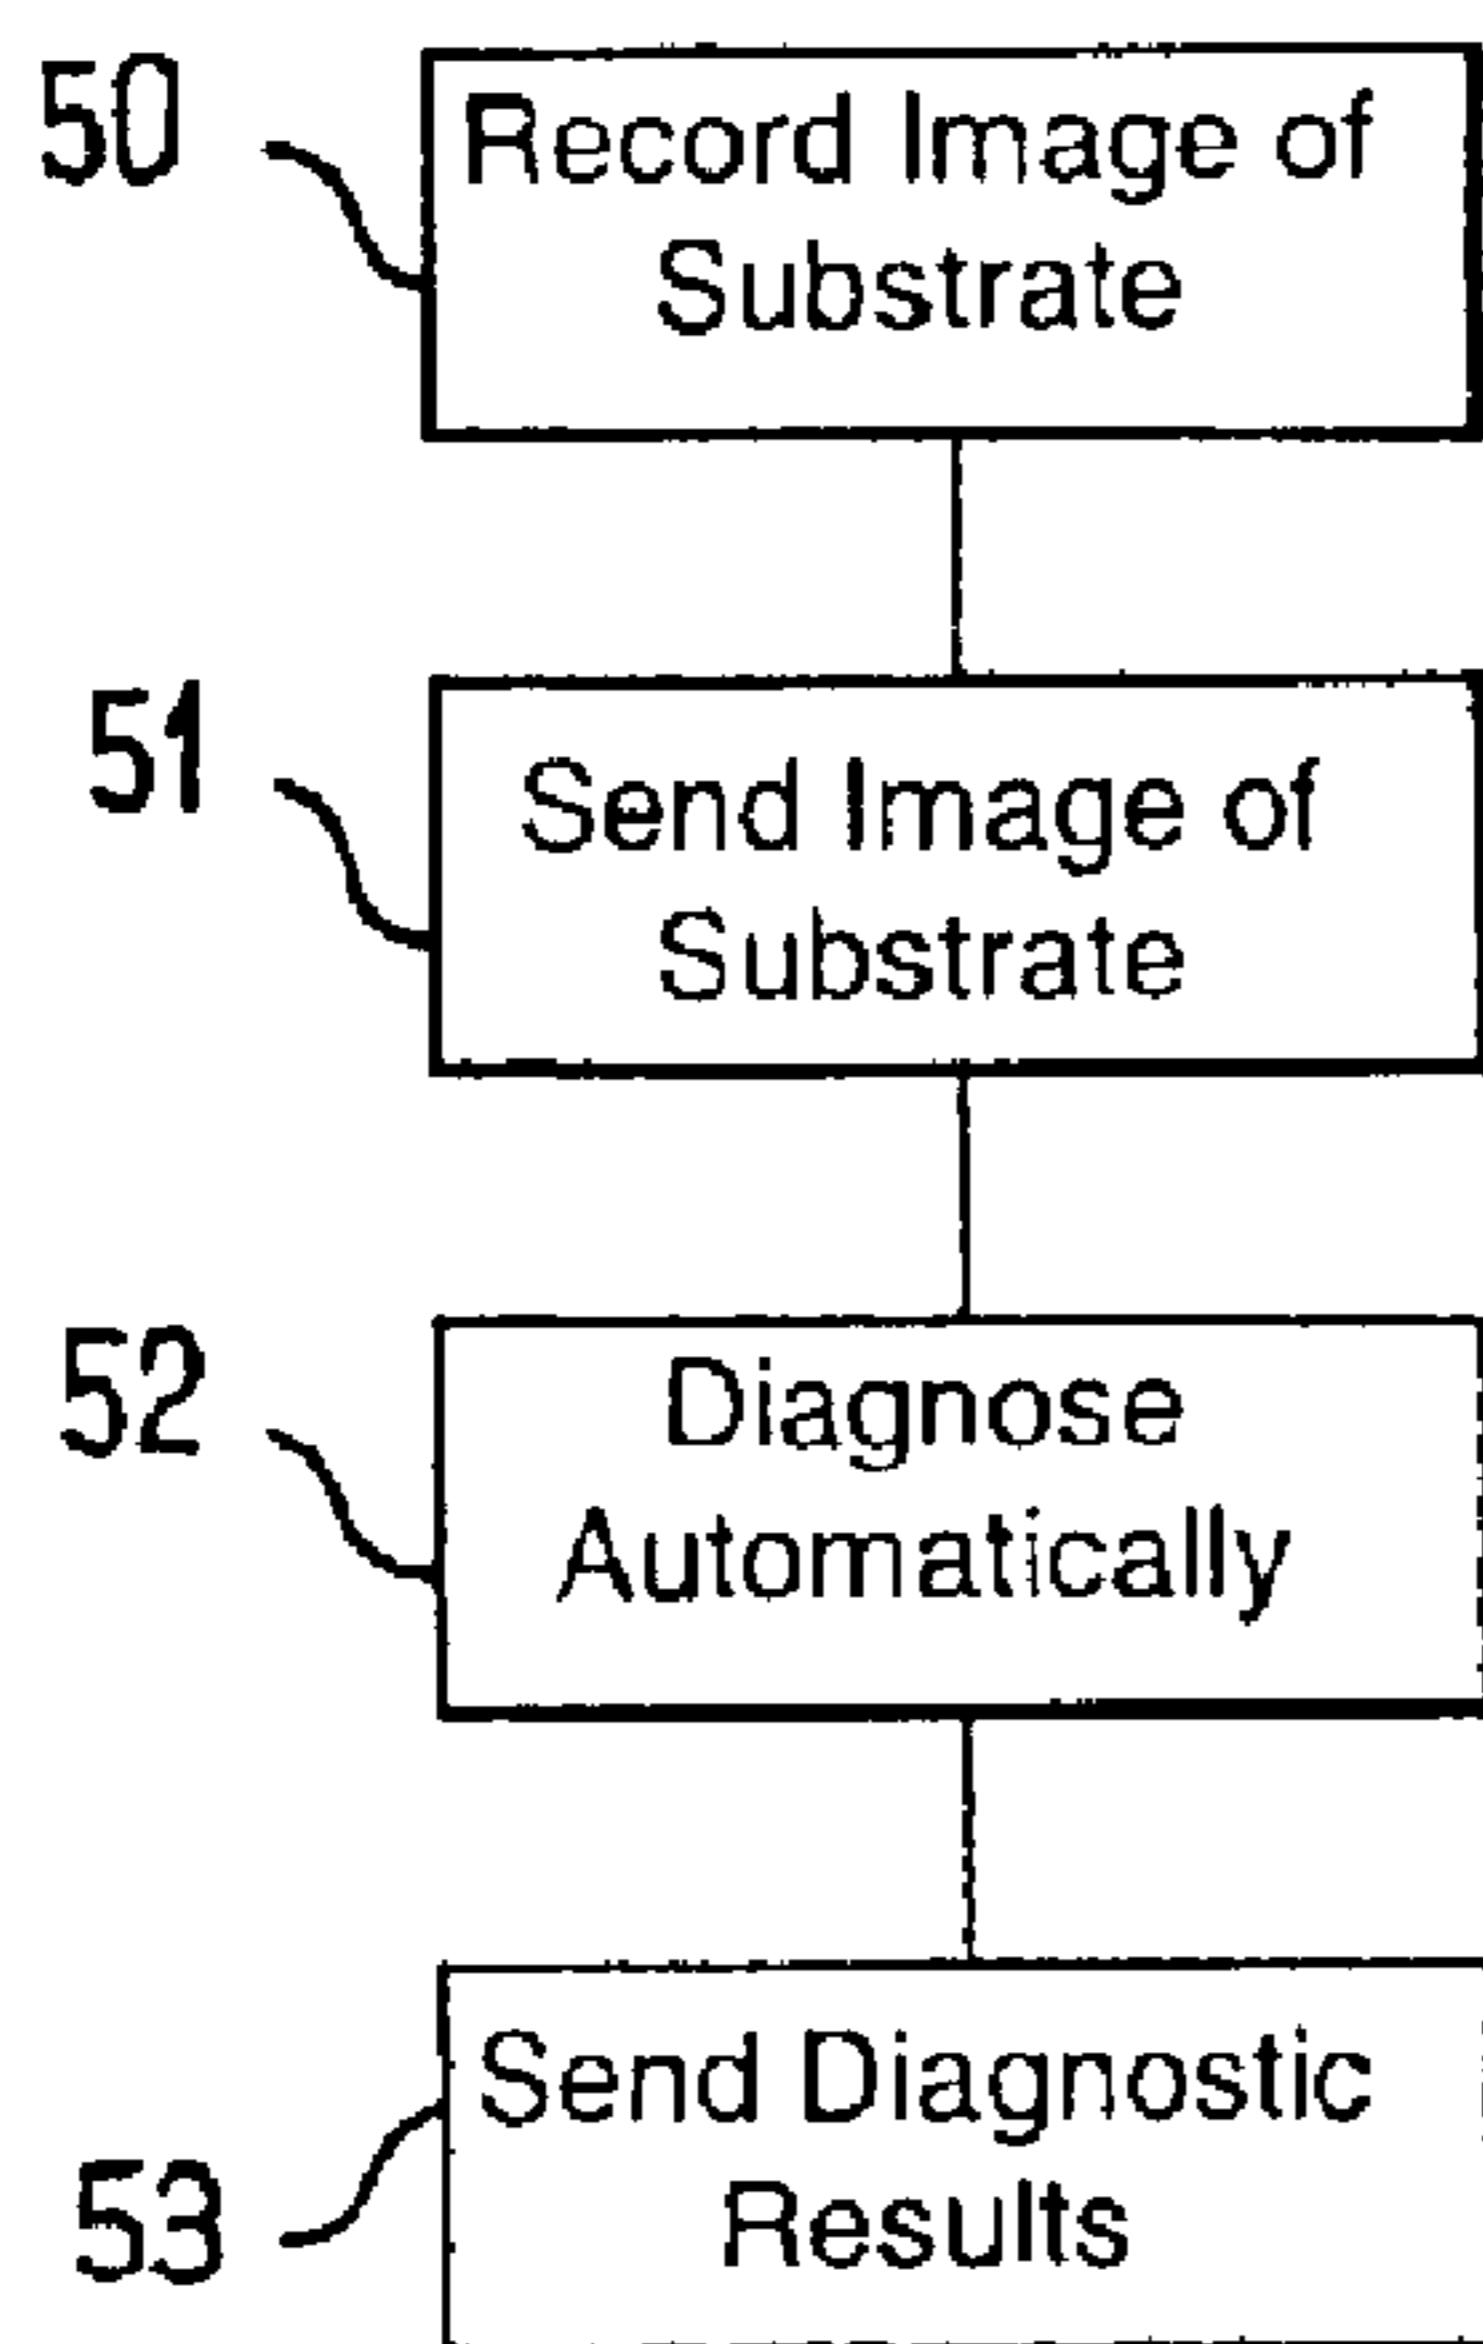 50
Record Image of
Substrate
51
Send Image of
Substrate
52
Diagnose
Automatically
Send Diagnostic
53
Results